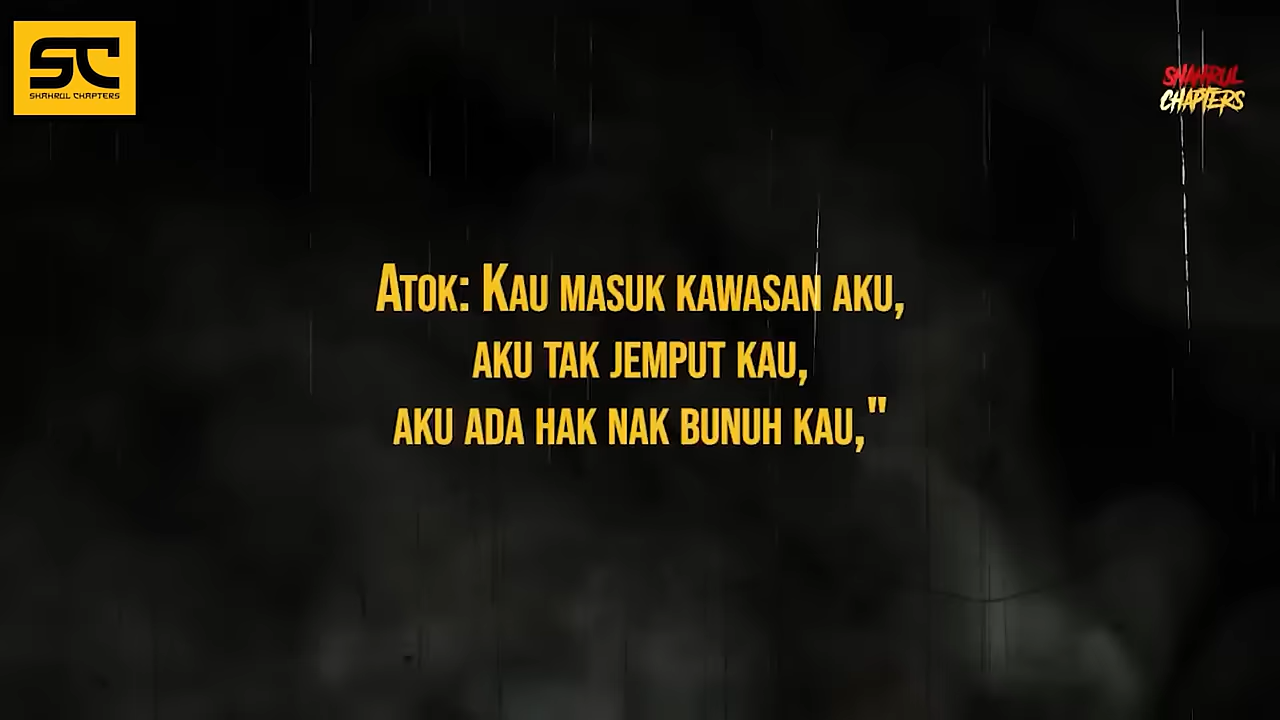 SC
SHAHRUL CHAPTERS
SHAHRUL
CHAPTERS
ATOK: KAU MASUK KAWASAN AKU,
AKU TAK JEMPUT KAU,
AKU ADA HAK NAK BUNUH KAU,"